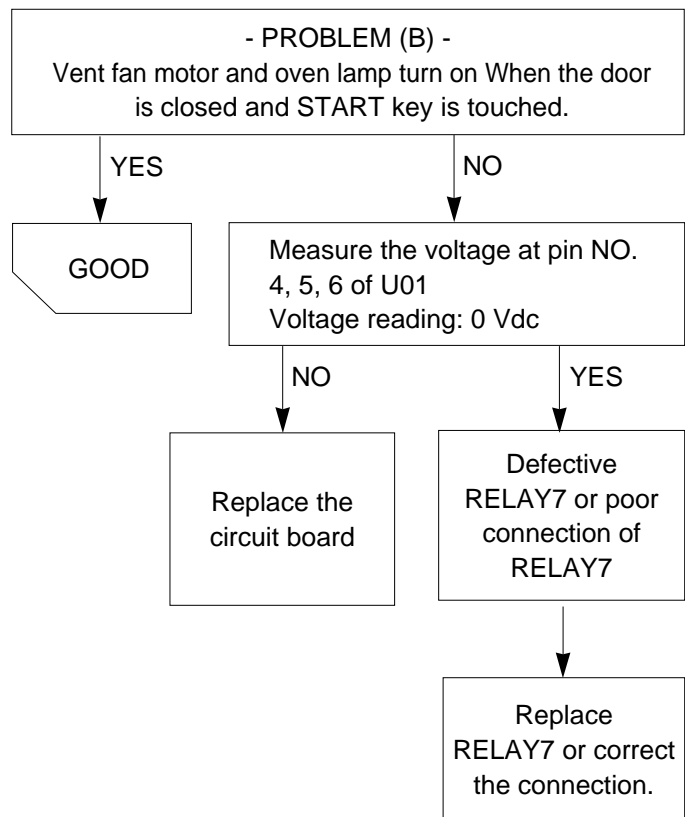 - PROBLEM (B) -
Vent fan motor and oven lamp turn on When the door
is closed and START key is touched.
YES
NO
GOOD
Measure the voltage at pin NO.
4, 5, 6 of U01
Voltage reading: 0 Vdc
NO
YES
Replace the
circuit board
Defective
RELAY7 or poor
connection of
RELAY7
Replace
RELAY7 or correct
the connection.